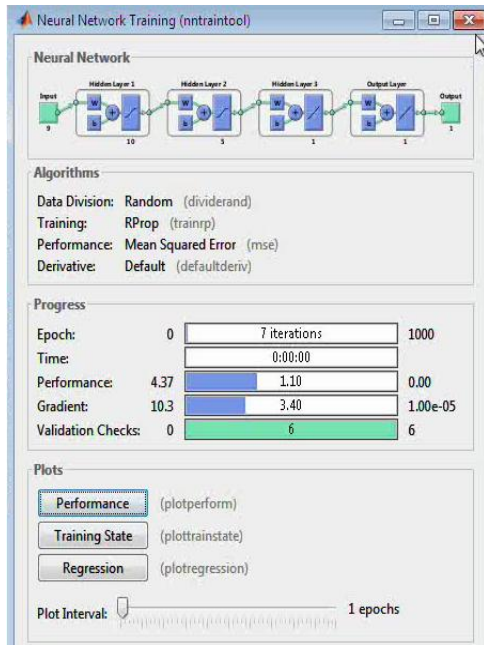 Neural Network Training (nntraintool)
Neural Network
Hidden Layer 1 Hidden Layer 2 Hidden Layer 3 Output Layer
Input Output
W W W W
b b b b
9 1
10 5 1 1
Algorithms
Data Division: Random (dividerand)
Training: RProp (trainrp)
Performance: Mean Squared Error (mse)
Derivative: Default (defaultderiv)
Progress
Epoch: 0 7 iterations 1000
Time: 0:00:00
Performance: 4.37 1.10 0.00
Gradient: 10.3 3.40 1.00e-05
Validation Checks: 0 6 6
Plots
Performance (plotperform)
Training State (plottrainstate)
Regression (plotregression)
Plot Interval: 1 epochs